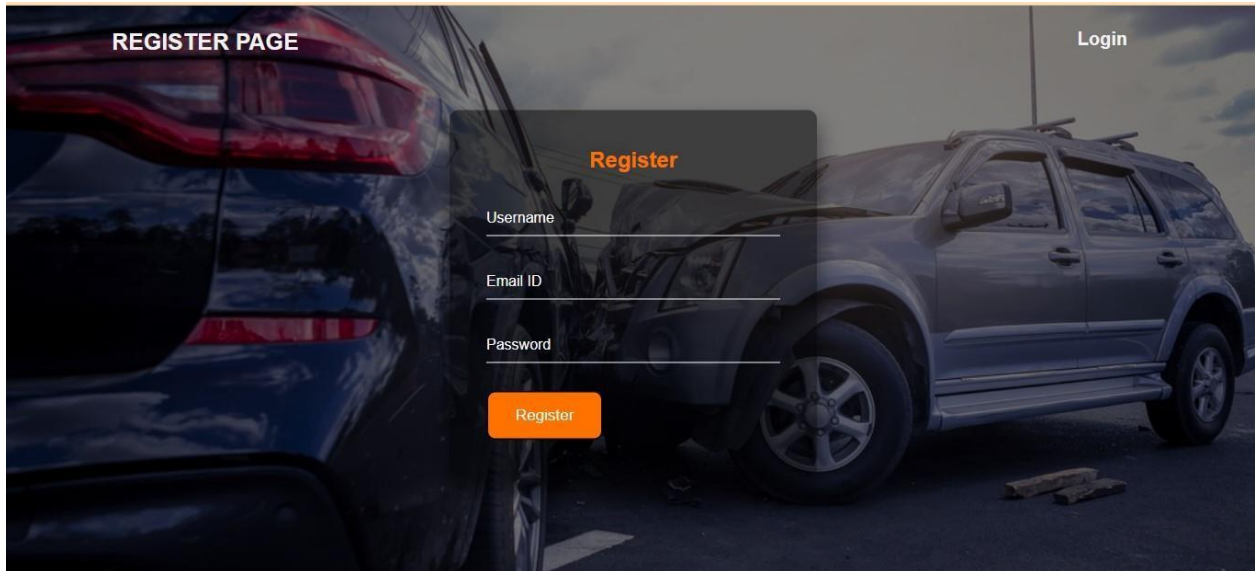 REGISTER PAGE
Login
Register
Username
Email ID
Password
Register